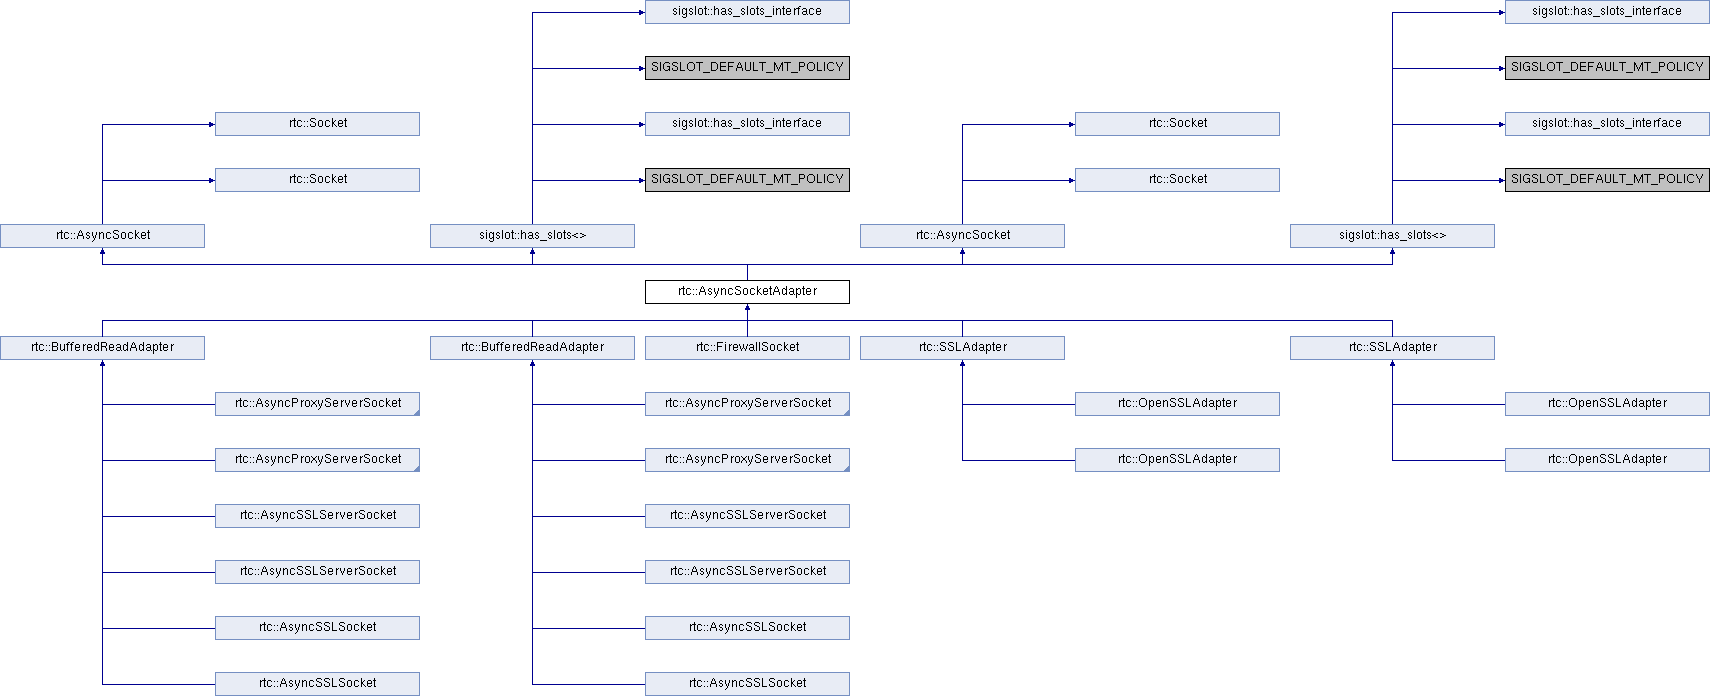 sigslot::has_slots_interface
sigslot::has_slots_interface
SIGSLOT_DEFAULT_MT_POLICY
SIGSLOT_DEFAULT_MT_POLICY
rtc::Socket
sigslot::has_slots_interface
rtc::Socket
sigslot::has_slots_interface
rtc::Socket
SIGSLOT_DEFAULT_MT_POLICY
rtc::Socket
SIGSLOT_DEFAULT_MT_POLICY
rtc::AsyncSocket
sigslot::has_slots<>
rtc::AsyncSocket
sigslot::has_slots<>
rtc::AsyncSocketAdapter
rtc::BufferedReadAdapter
rtc::BufferedReadAdapter
rtc::FirewallSocket
rtc::SSLAdapter
rtc::SSLAdapter
rtc::AsyncProxyServerSocket
rtc::AsyncProxyServerSocket
rtc::OpenSSLAdapter
rtc::OpenSSLAdapter
rtc::AsyncProxyServerSocket
rtc::AsyncProxyServerSocket
rtc::OpenSSLAdapter
rtc::OpenSSLAdapter
rtc::AsyncSSLServerSocket
rtc::AsyncSSLServerSocket
rtc::AsyncSSLServerSocket
rtc::AsyncSSLServerSocket
rtc::AsyncSSLSocket
rtc::AsyncSSLSocket
rtc::AsyncSSLSocket
rtc::AsyncSSLSocket